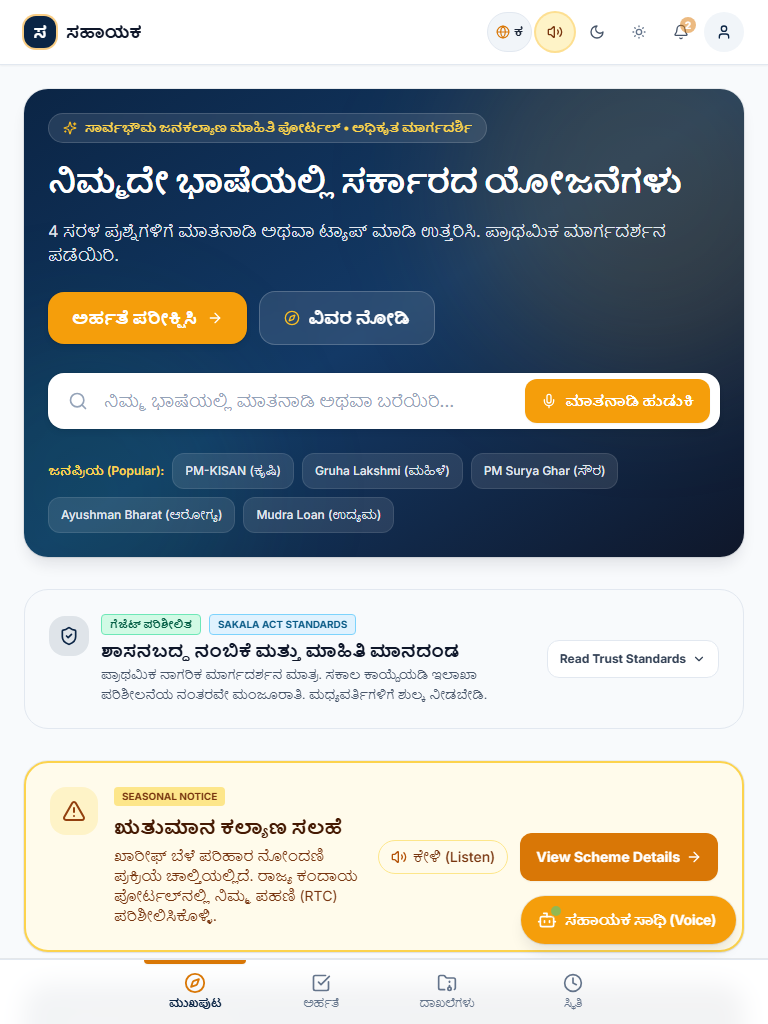 ಸ ಸಹಾಯಕ
ಕ
2
ಸಾರ್ವಭೌಮ ಜನಕಲ್ಯಾಣ ಮಾಹಿತಿ ಪೋರ್ಟಲ್ • ಅಧಿಕೃತ ಮಾರ್ಗದರ್ಶಿ
ನಿಮ್ಮದೇ ಭಾಷೆಯಲ್ಲಿ ಸರ್ಕಾರದ ಯೋಜನೆಗಳು
4 ಸರಳ ಪ್ರಶ್ನೆಗಳಿಗೆ ಮಾತನಾಡಿ ಅಥವಾ ಟ್ಯಾಪ್ ಮಾಡಿ ಉತ್ತರಿಸಿ. ಪ್ರಾಥಮಿಕ ಮಾರ್ಗದರ್ಶನ
ಪಡೆಯಿರಿ.
ಅರ್ಹತೆ ಪರೀಕ್ಷಿಸಿ →
ವಿವರ ನೋಡಿ
ನಿಮ್ಮ ಭಾಷೆಯಲ್ಲಿ ಮಾತನಾಡಿ ಅಥವಾ ಬರೆಯಿರಿ...
ಮಾತನಾಡಿ ಹುಡುಕಿ
ಜನಪ್ರಿಯ (Popular):
PM-KISAN (ಕೃಷಿ)
Gruha Lakshmi (ಮಹಿಳೆ)
PM Surya Ghar (ಸೌರ)
Ayushman Bharat (ಆರೋಗ್ಯ)
Mudra Loan (ಉದ್ಯಮ)
ಗೆಜೆಟ್ ಪರಿಶೀಲಿತ
SAKALA ACT STANDARDS
ಶಾಸನಬದ್ಧ ನಂಬಿಕೆ ಮತ್ತು ಮಾಹಿತಿ ಮಾನದಂಡ
ಪ್ರಾಥಮಿಕ ನಾಗರಿಕ ಮಾರ್ಗದರ್ಶನ ಮಾತ್ರ. ಸಕಾಲ ಕಾಯ್ದೆಯಡಿ ಇಲಾಖಾ
ಪರಿಶೀಲನೆಯ ನಂತರವೇ ಮಂಜೂರಾತಿ. ಮಧ್ಯವರ್ತಿಗಳಿಗೆ ಶುಲ್ಕ ನೀಡಬೇಡಿ.
Read Trust Standards
SEASONAL NOTICE
ಋತುಮಾನ ಕಲ್ಯಾಣ ಸಲಹೆ
ಖಾರೀಫ್ ಬೆಳೆ ಪರಿಹಾರ ನೋಂದಣಿ
ಪ್ರಕ್ರಿಯೆ ಚಾಲ್ತಿಯಲ್ಲಿದೆ. ರಾಜ್ಯ ಕಂದಾಯ
ಪೋರ್ಟಲ್‌ನಲ್ಲಿ ನಿಮ್ಮ ಪಹಣಿ (RTC)
ಪರಿಶೀಲಿಸಿಕೊಳ್ಳಿ.
ಕೇಳಿ (Listen)
View Scheme Details →
ಸಹಾಯಕ ಸಾಥಿ (Voice)
ಮುಖಪುಟ
ಅರ್ಹತೆ
ದಾಖಲೆಗಳು
ಸ್ಥಿತಿ